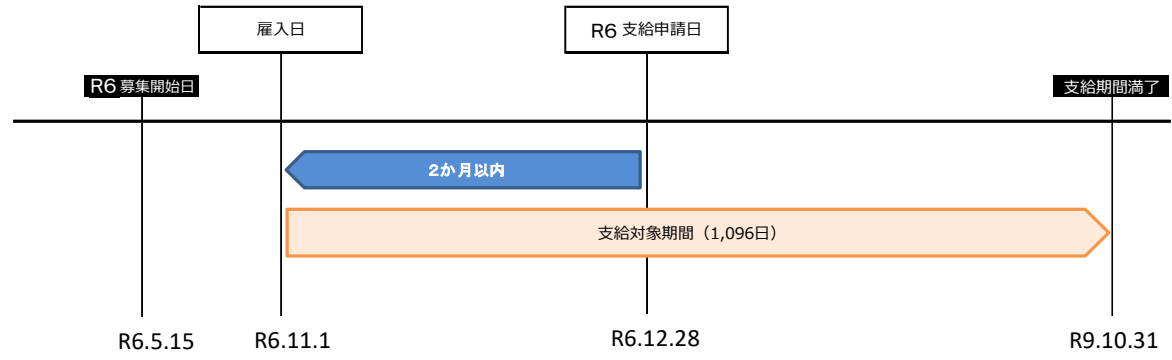 雇入日
R6 支給申請日
R6 募集開始日
支給期間満了
2か月以内
支給対象期間（1,096日）
R6.5.15
R6.11.1
R6.12.28
R9.10.31